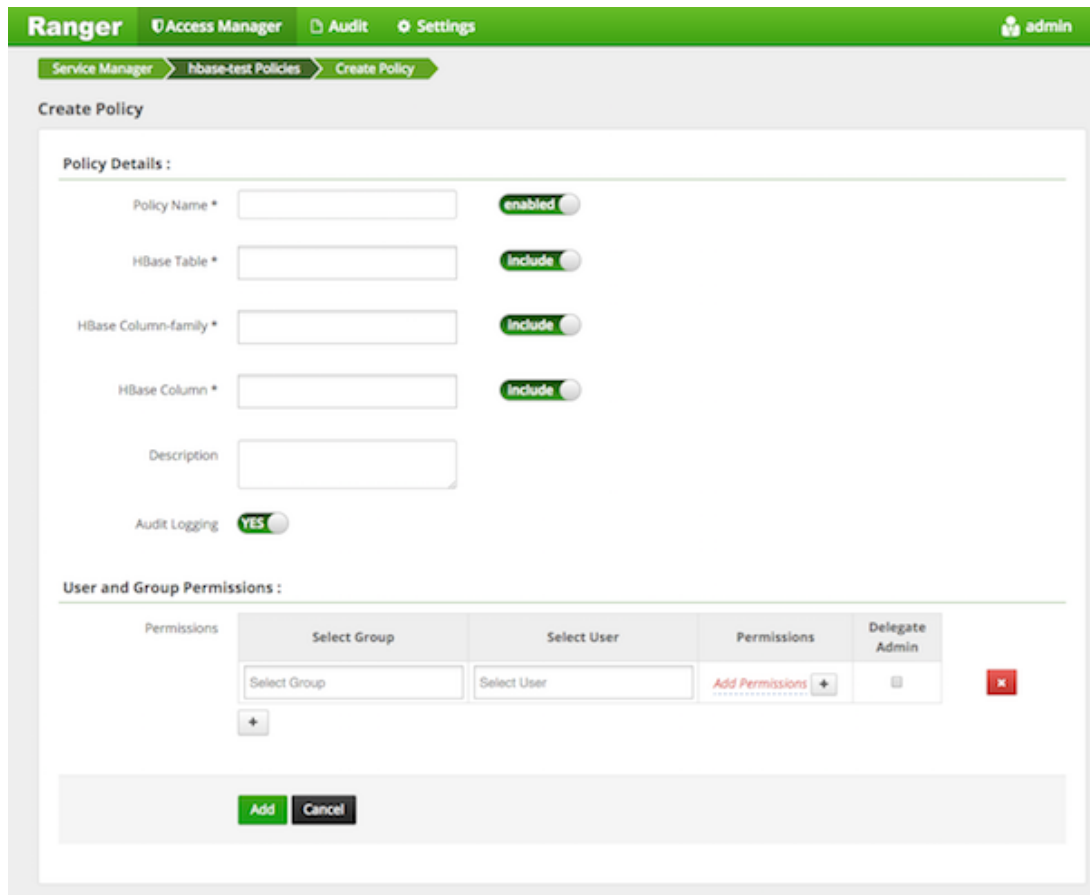 Ranger Access Manager Audit Settings admin
Service Manager hbase-test Policies Create Policy
Create Policy
Policy Details :
Policy Name * enabled
HBase Table * include
HBase Column-family * include
HBase Column * include
Description
Audit Logging YES
User and Group Permissions :
Permissions Select Group Select User Permissions Delegate Admin
Select Group Select User Add Permissions +
+
Add Cancel